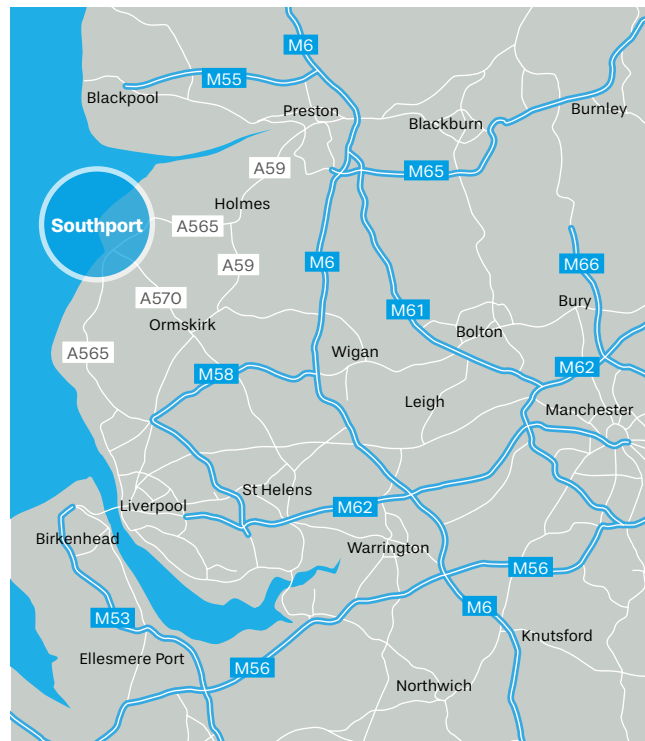 M6
M55
Blackpool
Preston
Burnley
Blackburn
A59
M65
Holmes
Southport
A565
A59
M6
M66
A570
Bury
M61
Ormskirk
Bolton
A565
Wigan
M62
M58
Leigh
Manchester
St Helens
Liverpool
M62
Birkenhead
Warrington
M56
M53
M6
Knutsford
Ellesmere Port
M56
Northwich